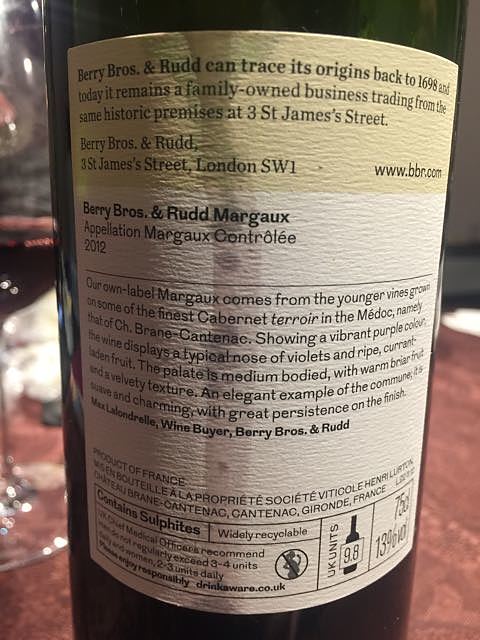 Berry Bros. & Rudd can trace its origins back to 1698 and
today it remains a family-owned business trading from the
same historic premises at 3 St James's Street.
Berry Bros. & Rudd,
3 St James's Street, London SW1
www.bbr.com
Berry Bros. & Rudd Margaux
Appellation Margaux Contrôlée
2012
Our own-label Margaux comes from the younger vines grown
on some of the finest Cabernet terroir in the Médoc, namely
that of Ch. Brane-Cantenac. Showing a vibrant purple colour,
the wine displays a typical nose of violets and ripe, currant-
laden fruit. The palate is medium bodied, with warm briar fruit
and a velvety texture. An elegant example of the commune; it is
suave and charming, with great persistence on the finish.
Max Lalondrelle, Wine Buyer, Berry Bros. & Rudd
PRODUCT OF FRANCE
MIS EN BOUTEILLE À LA PROPRIÉTÉ SOCIÉTÉ VITICOLE HENRI LURTON,
CHÂTEAU BRANE-CANTENAC, CANTENAC, GIRONDE, FRANCE
Contains Sulphites
Widely recyclable
UK Chief Medical Officers recommend
adults do not regularly exceed 3-4 units
daily and women, 2-3 units daily
Please enjoy responsibly drinkaware.co.uk
UK UNITS
9.8
75cl
13%vol